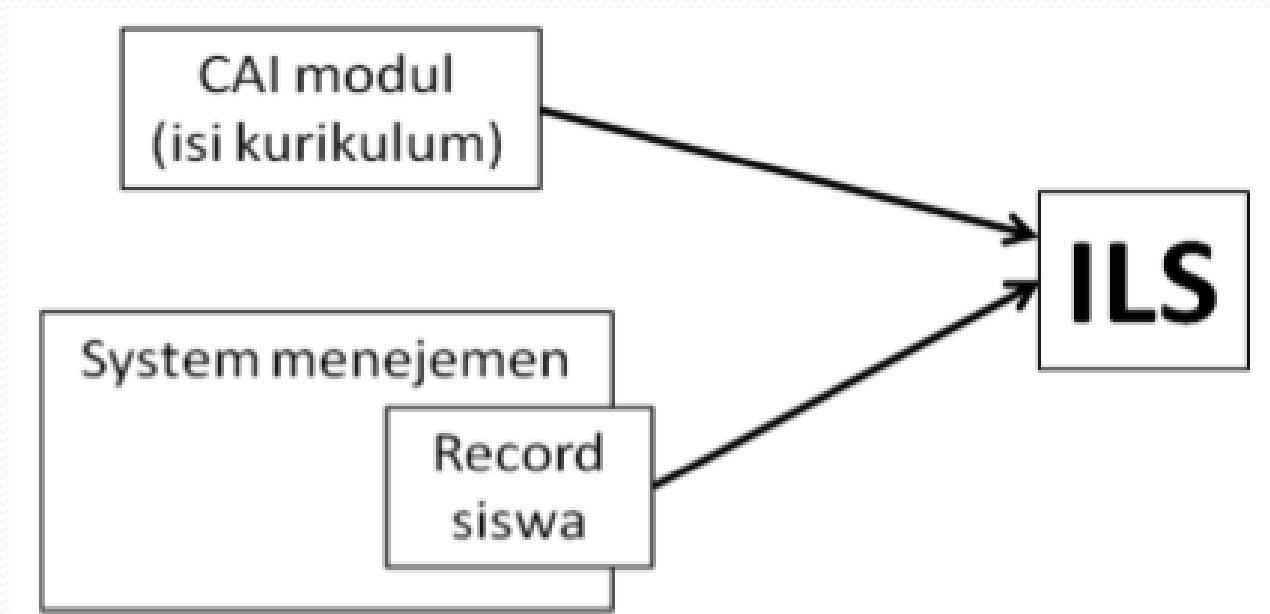 CAI modul
(isi kurikulum)
ILS
System menejemen
Record
siswa